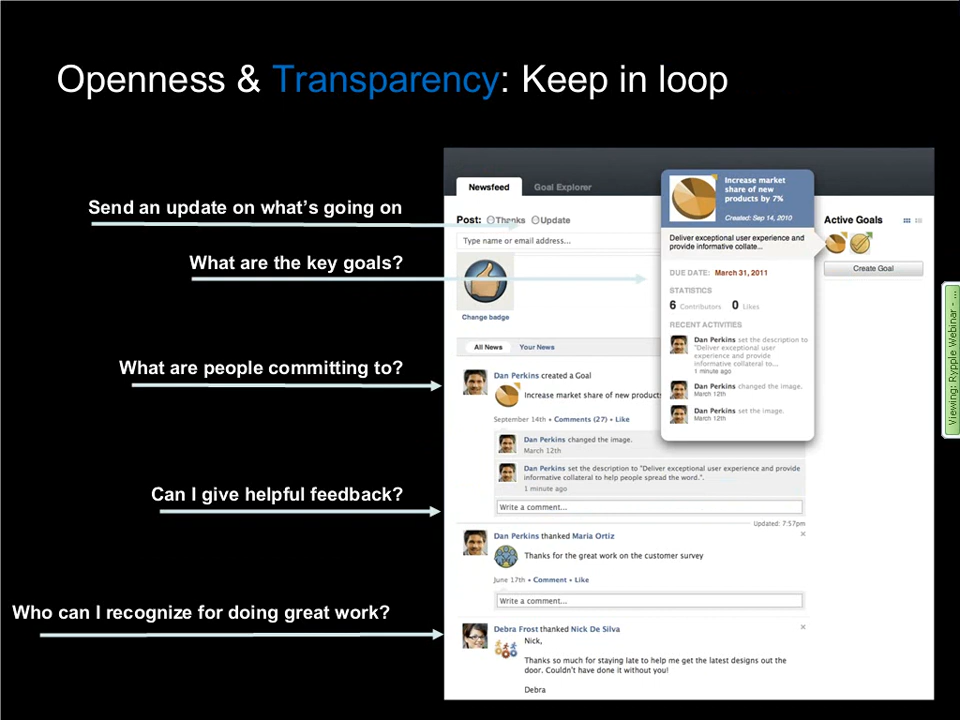 Openness & Transparency: Keep in loop
Send an update on what's going on
What are the key goals?
What are people committing to?
Can I give helpful feedback?
Who can I recognize for doing great work?
Newsfeed
Goal Explorer
Post: Thanks Update
Type name or email address...
Change badge
All News Your News
Dan Perkins created a Goal
Increase market share of new products
September 14th • Comments (27) • Like
Dan Perkins changed the image.
March 12th
Dan Perkins set the description to "Deliver exceptional user experience and provide
informative collateral to help people spread the word.".
1 minute ago
Write a comment...
Updated: 7:57pm
Dan Perkins thanked Maria Ortiz
Thanks for the great work on the customer survey
June 17th • Comment • Like
Write a comment...
Debra Frost thanked Nick De Silva
Nick,
Thanks so much for staying late to help me get the latest designs out the
door. Couldn't have done it without you!
Debra
Increase market
share of new
products by 7%
Created: Sep 14, 2010
Deliver exceptional user experience and
provide informative collate...
DUE DATE: March 31, 2011
STATISTICS
6 Contributors 0 Likes
RECENT ACTIVITIES
Dan Perkins set the description to
"Deliver exceptional user
experience and provide
informative collateral to...
1 minute ago
Dan Perkins changed the image.
March 12th
Dan Perkins set the image.
March 12th
Active Goals
Create Goal
Viewing: Rypple Webinar - ...